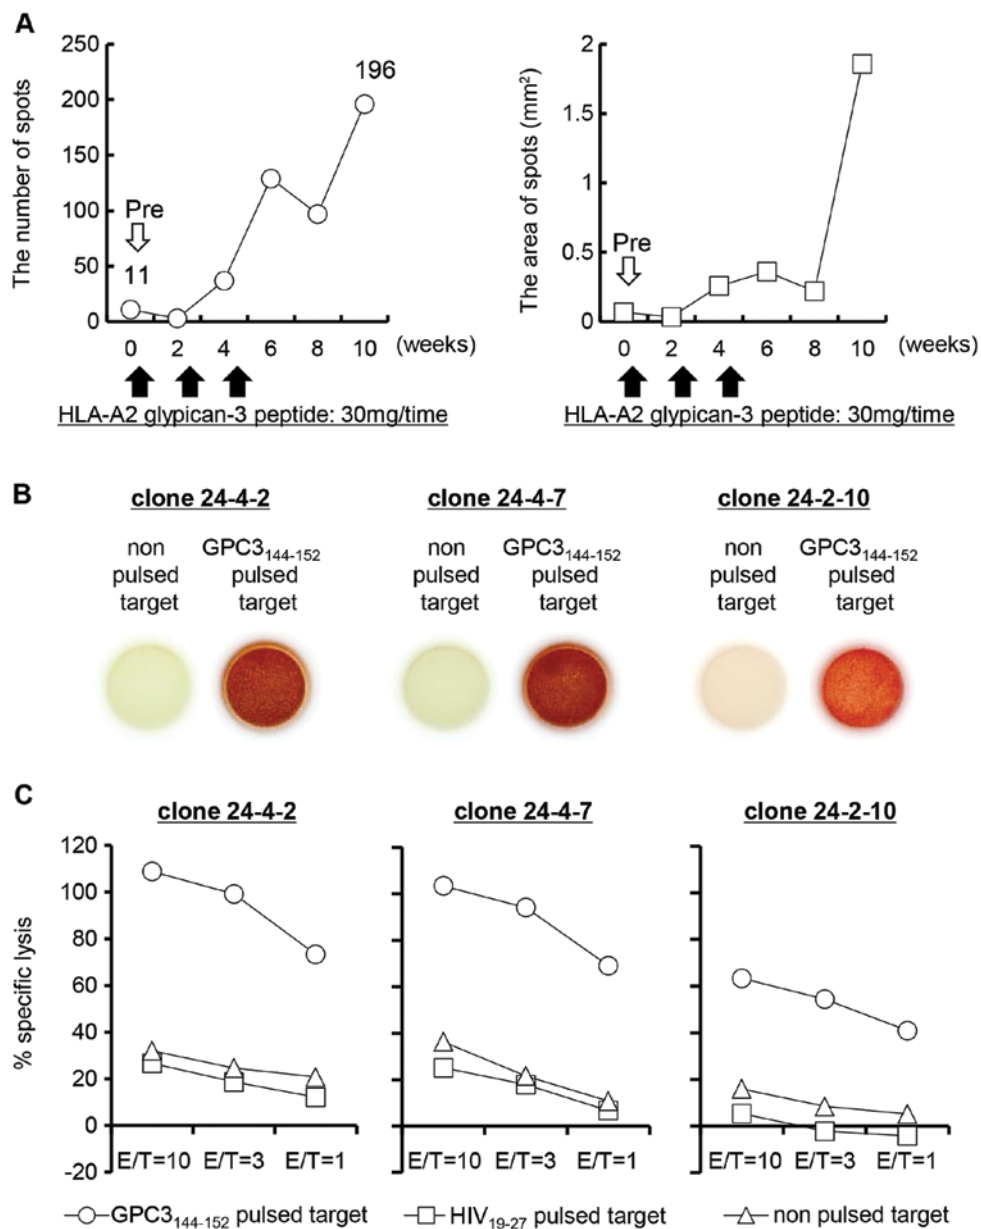 A
The number of spots
250
200
150
100
50
0
196
Pre
11
0 2 4 6 8 10 (weeks)
HLA-A2 glypican-3 peptide: 30mg/time
The area of spots (mm²)
2
1.5
1
0.5
0
Pre
0 2 4 6 8 10 (weeks)
HLA-A2 glypican-3 peptide: 30mg/time
B
clone 24-4-2
non
pulsed
target
GPC3₁₄₄₋₁₅₂
pulsed
target
clone 24-4-7
non
pulsed
target
GPC3₁₄₄₋₁₅₂
pulsed
target
clone 24-2-10
non
pulsed
target
GPC3₁₄₄₋₁₅₂
pulsed
target
C
% specific lysis
clone 24-4-2
120
100
80
60
40
20
0
-20
E/T=10 E/T=3 E/T=1
clone 24-4-7
E/T=10 E/T=3 E/T=1
clone 24-2-10
E/T=10 E/T=3 E/T=1
GPC3₁₄₄₋₁₅₂ pulsed target HIV₁₉₋₂₇ pulsed target non pulsed target